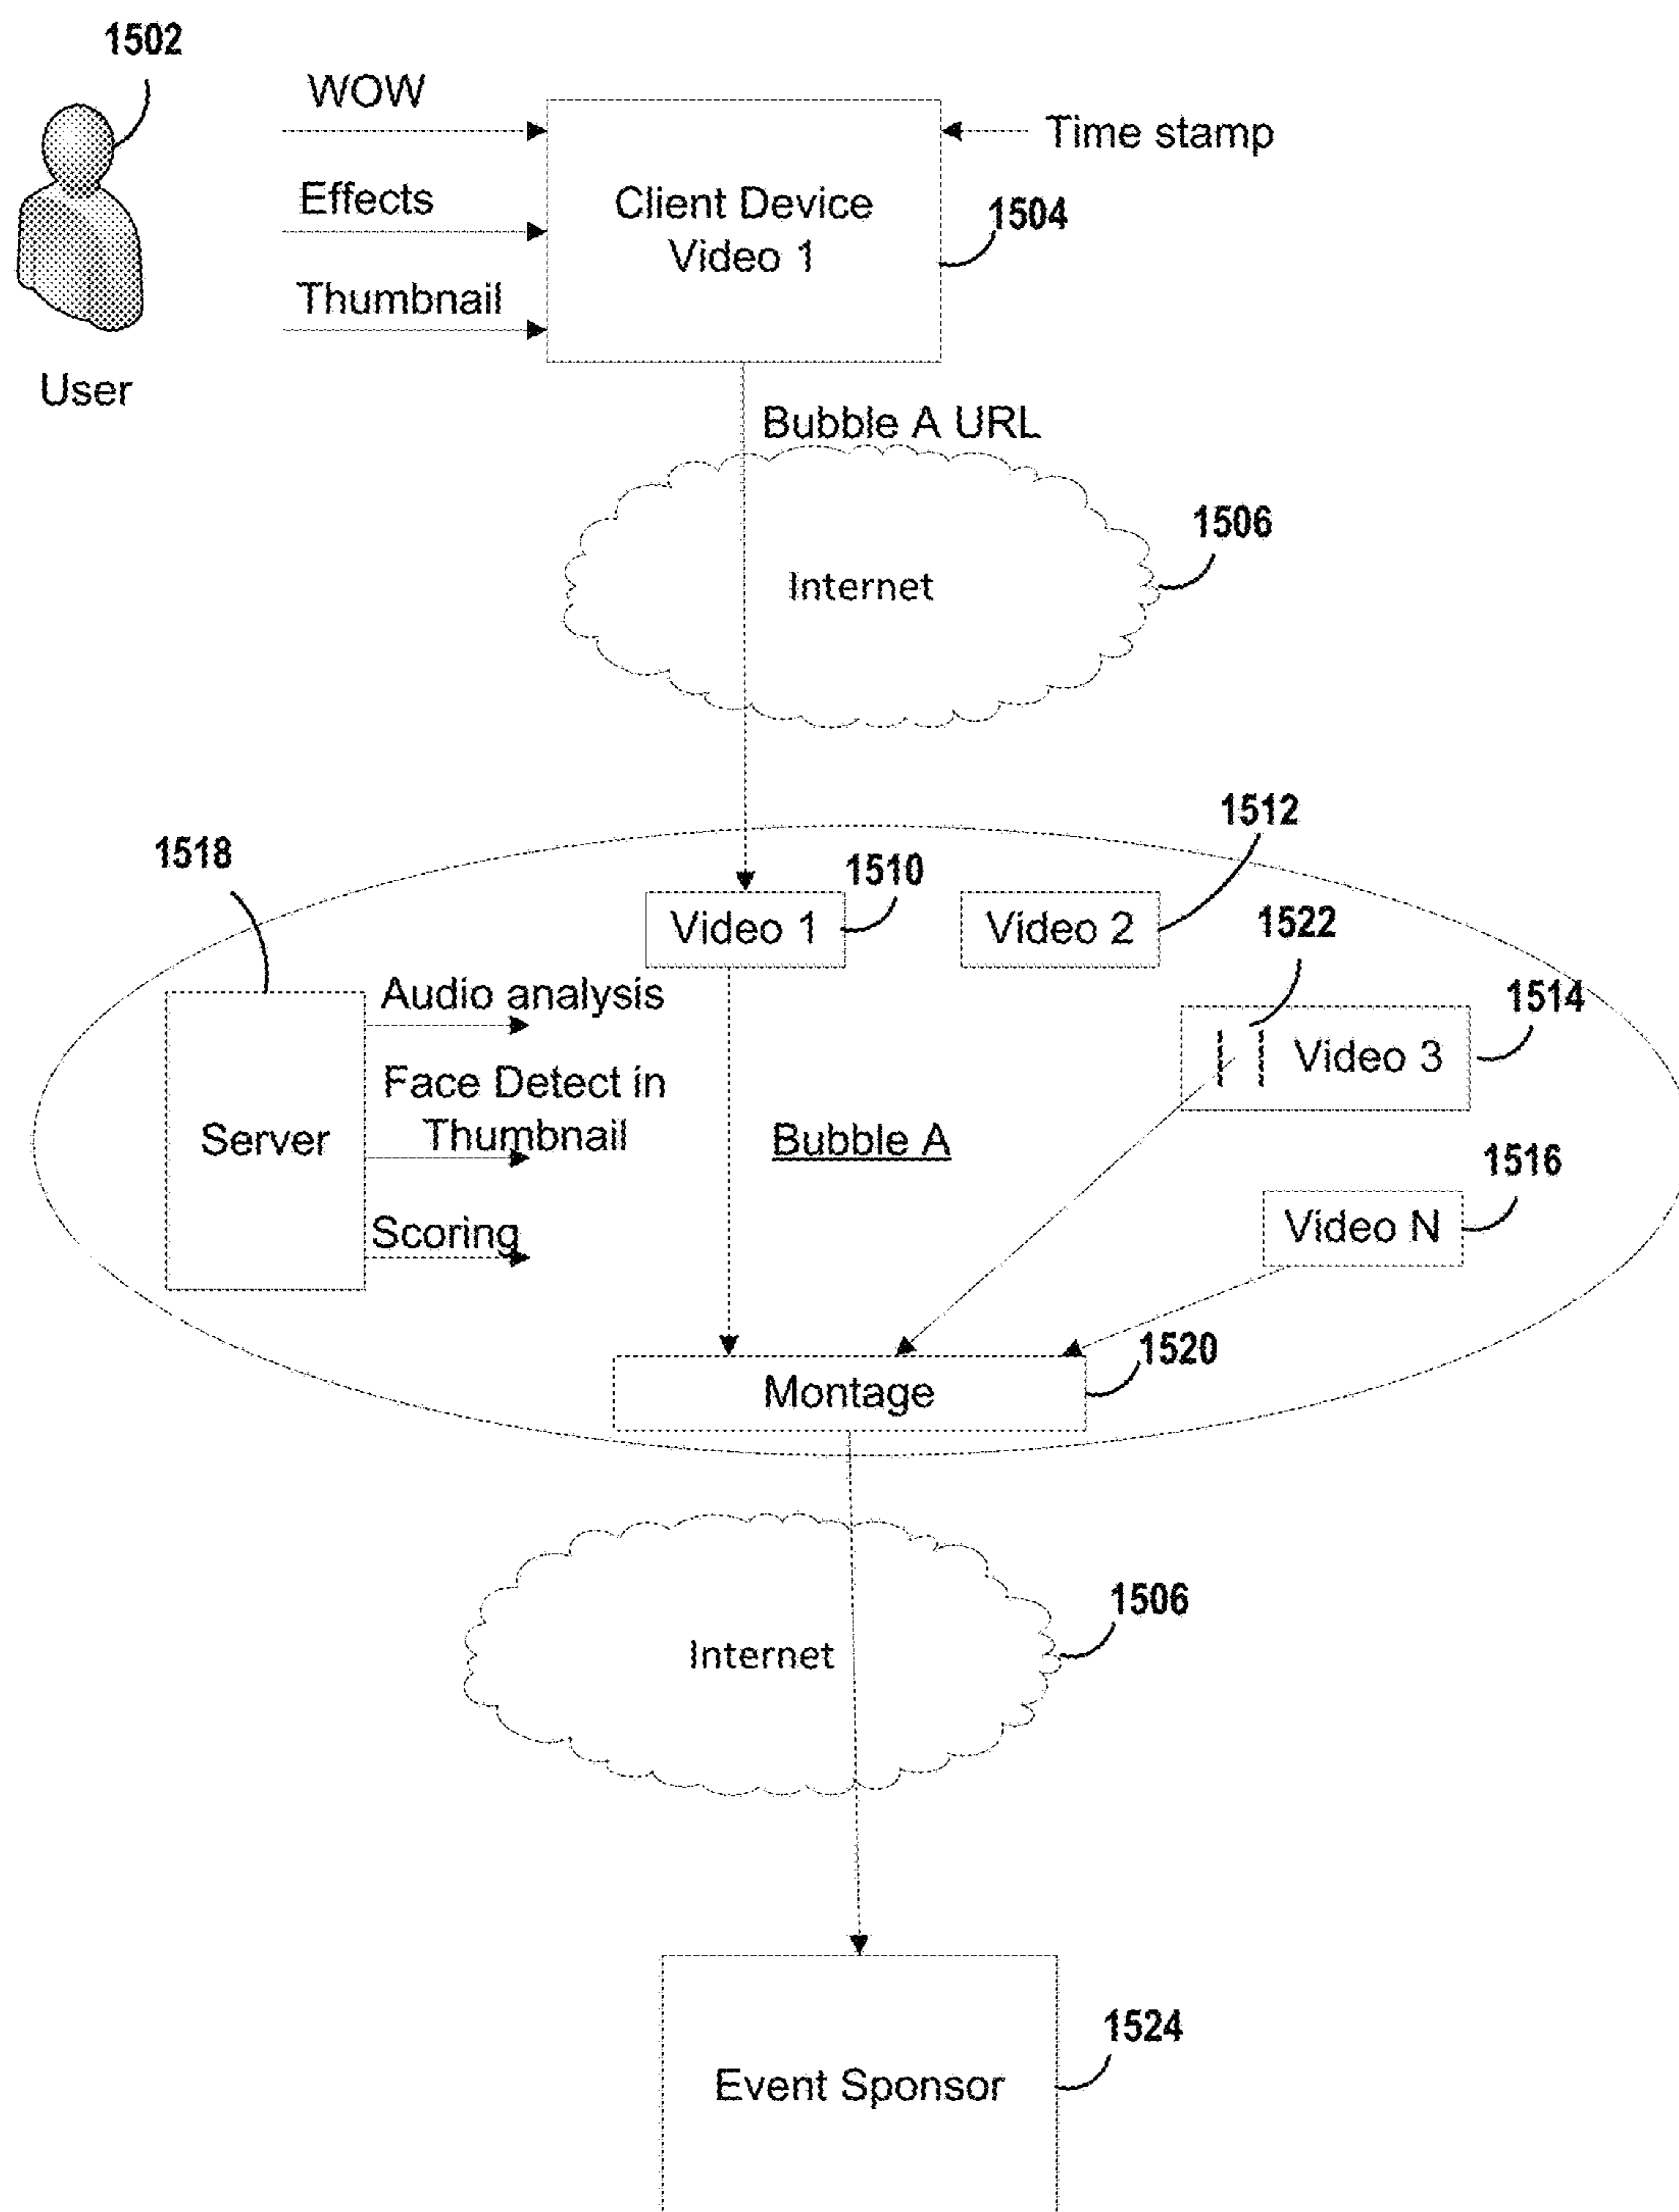 1502
WOW
Time stamp
Effects
Client Device
Video 1
1504
Thumbnail
User
Bubble A URL
1506
Internet
1512
1518
1510
Video 1
Video 2
1522
Audio analysis
1514
Video 3
Face Detect in
Thumbnail
Server
Bubble A
1516
Video N
Scoring
1520
Montage
1506
Internet
1524
Event Sponsor